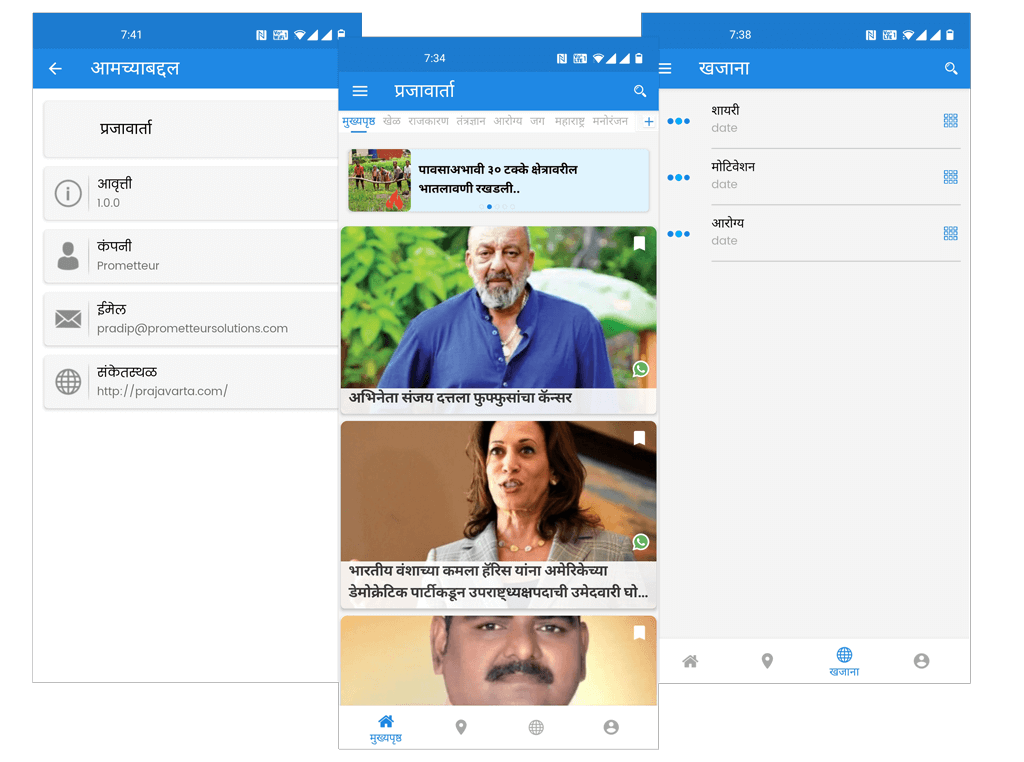 7:41
आमच्याबद्दल
प्रजावार्ता
आवृत्ती
1.0.0
कंपनी
Prometteur
ईमेल
pradip@prometteursolutions.com
संकेतस्थळ
http://prajavarta.com/
7:34
प्रजावार्ता
मुख्यपृष्ठ खेळ राजकारण तंत्रज्ञान आरोग्य जग महाराष्ट्र मनोरंजन +
पावसाअभावी ३० टक्के क्षेत्रावरील
भातलावणी रखडली..
अभिनेता संजय दत्तला फुफ्फुसांचा कॅन्सर
भारतीय वंशाच्या कमला हॅरिस यांना अमेरिकेच्या
डेमोक्रेटिक पार्टीकडून उपराष्ट्रध्यक्षपदाची उमेदवारी घो...
मुख्यपृष्ठ
7:38
खजाना
शायरी
date
मोटिवेशन
date
आरोग्य
date
खजाना